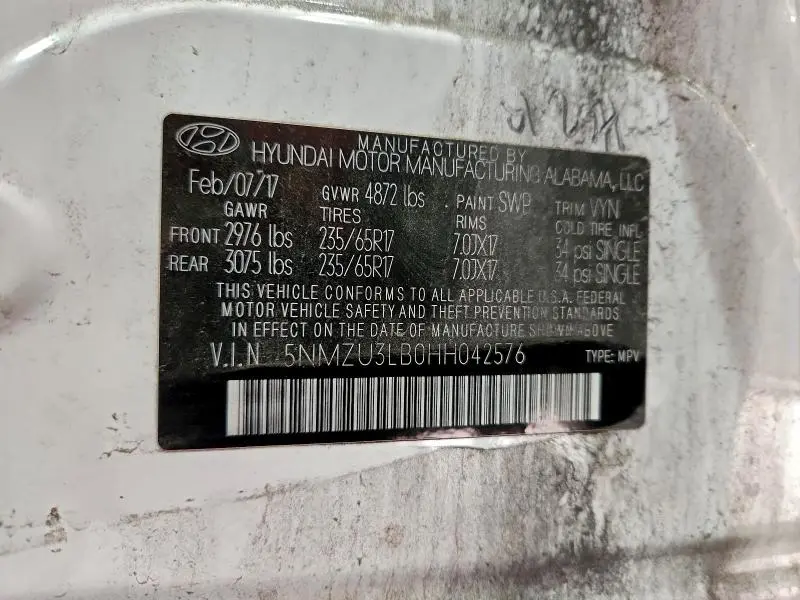 MANUFACTURED BY
HYUNDAI MOTOR MANUFACTURING ALABAMA, LLC
Feb/07/17 GVWR 4872 lbs PAINT SWP TRIM VYN
GAWR TIRES RIMS COLD TIRE INFL
FRONT 2976 lbs 235/65R17 7.0JX17 34 psi SINGLE
REAR 3075 lbs 235/65R17 7.0JX17 34 psi SINGLE
THIS VEHICLE CONFORMS TO ALL APPLICABLE U.S.A. FEDERAL
MOTOR VEHICLE SAFETY AND THEFT PREVENTION STANDARDS
IN EFFECT ON THE DATE OF MANUFACTURE SHOWN ABOVE
V.I.N 5NMZU3LB0HH042576 TYPE: MPV